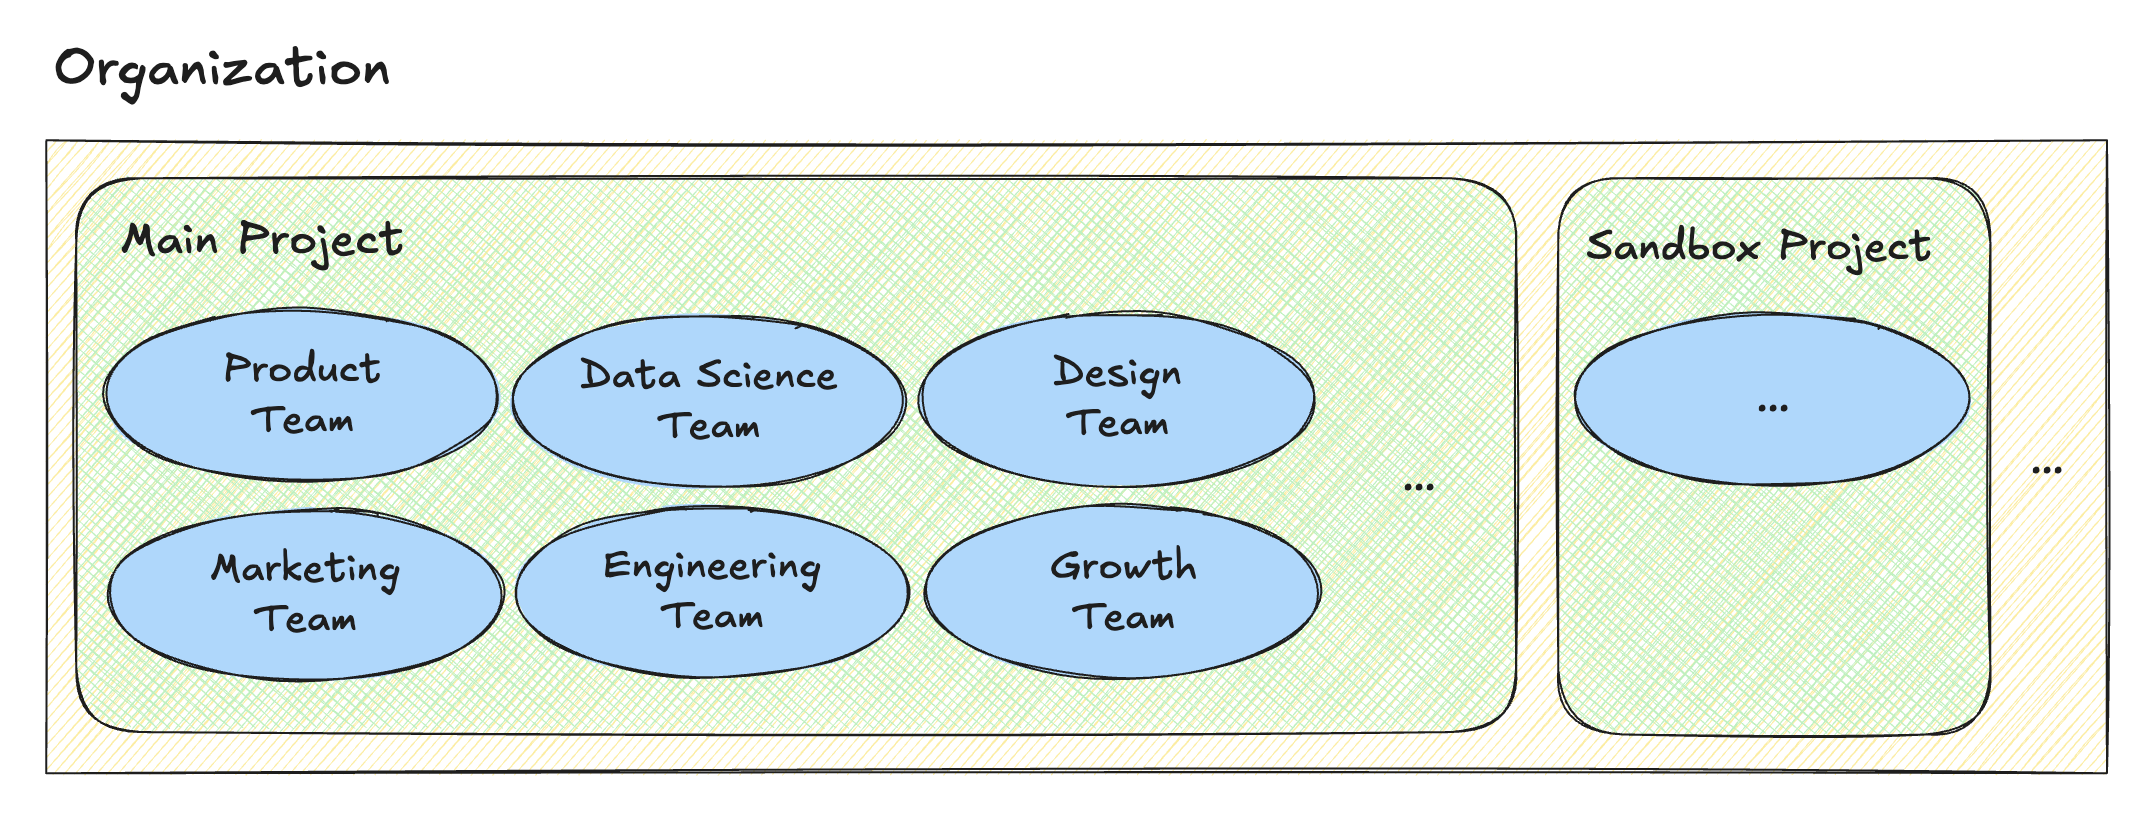 Organization
Main Project
Product
Team
Data Science
Team
Design
Team
...
Marketing
Team
Engineering
Team
Growth
Team
Sandbox Project
...
...